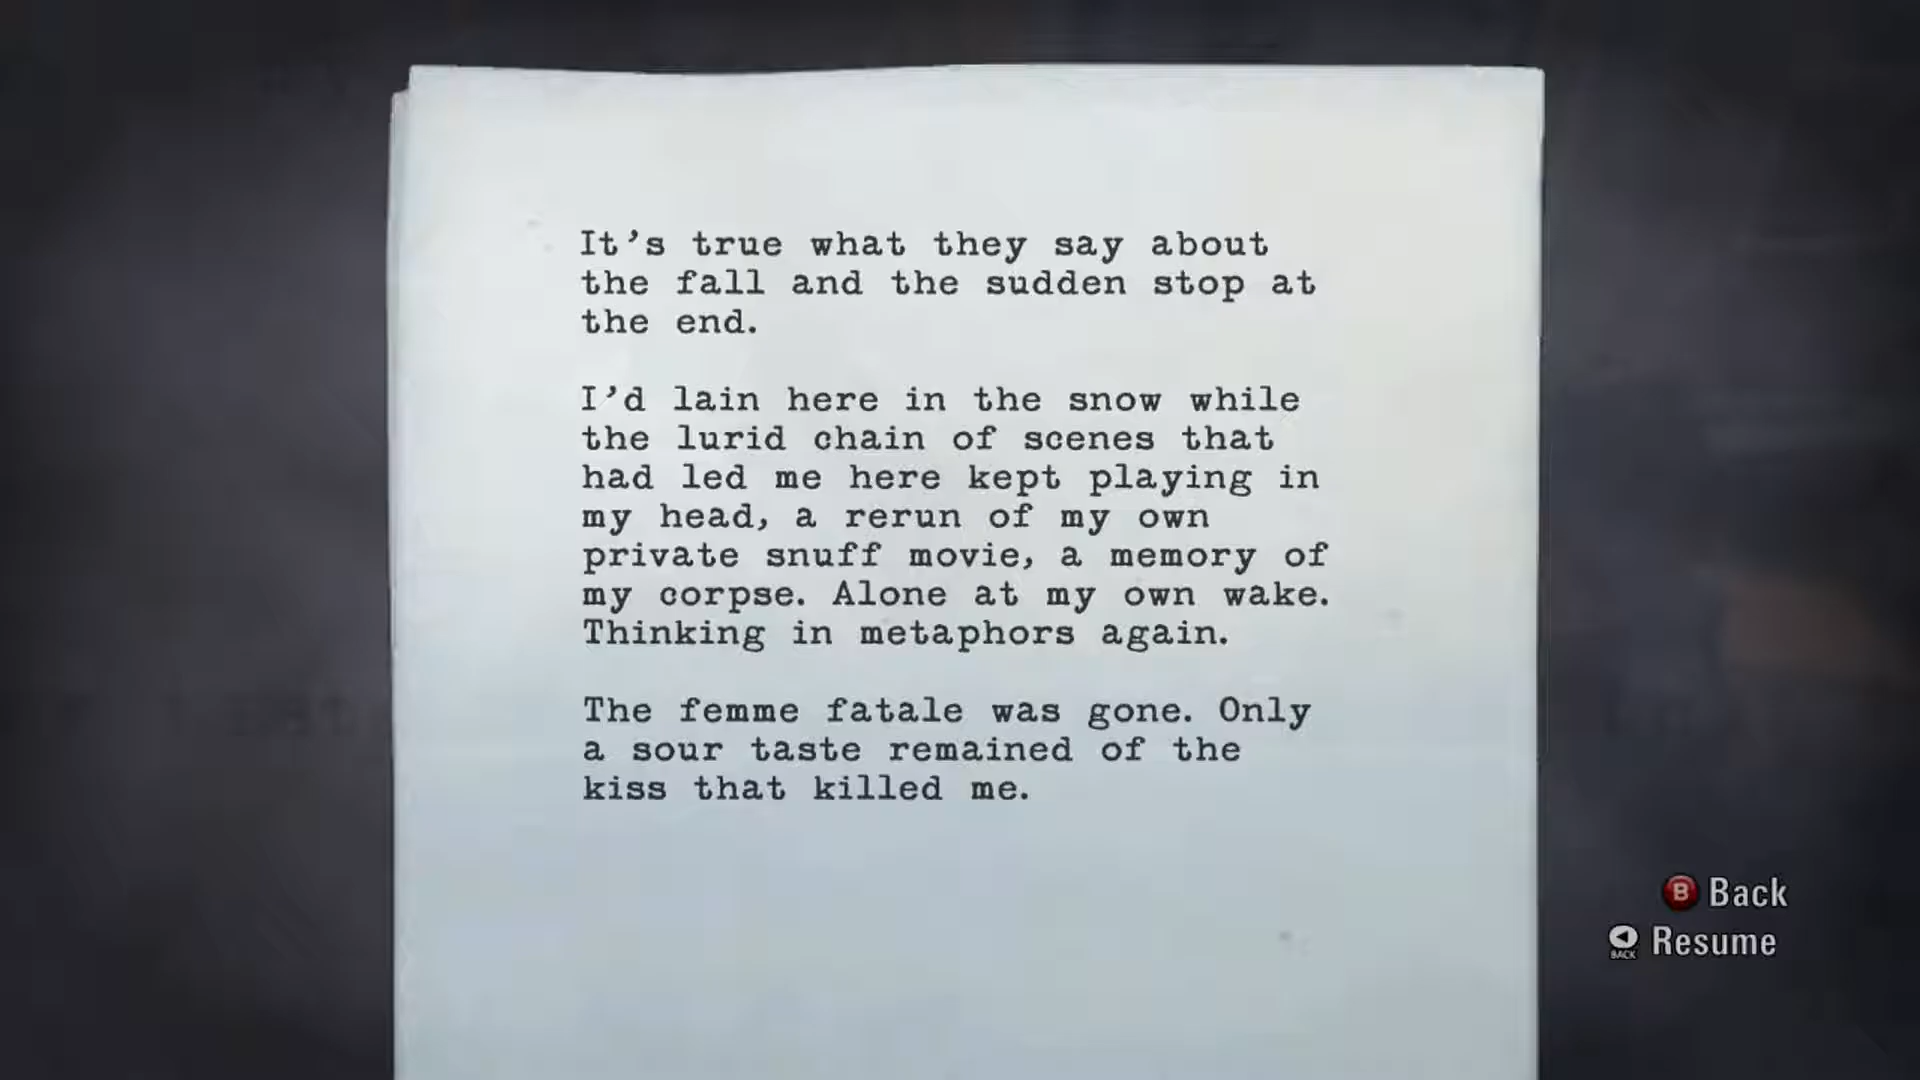 It’s true what they say about
the fall and the sudden stop at
the end.
I’d lain here in the snow while
the lurid chain of scenes that
had led me here kept playing in
my head, a rerun of my own
private snuff movie, a memory of
my corpse. Alone at my own wake.
Thinking in metaphors again.
The femme fatale was gone. Only
a sour taste remained of the
kiss that killed me.
B Back
BACK Resume